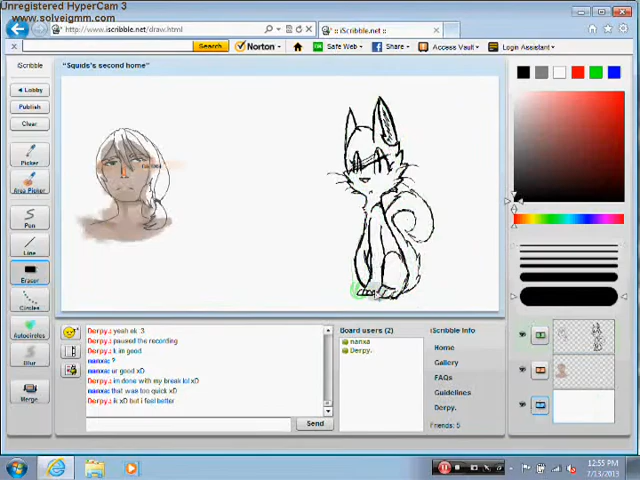 Unregistered HyperCam 3
www.solveigmm.com
http://www.iscribble.net/draw.html
:: iScribble.net ::
x
Search
Norton
Safe Web
Share
Access Vault
Login Assistant
iScribble
"Squids's second home"
Lobby
Publish
Clear
Picker
Area Picker
Pen
Line
Eraser
Circles
Autocircles
Blur
Merge
Derpy.: yeah ek :3
Derpy.: paused the recording
Derpy.: k im good
nanxa: ?
nanxa: ur good xD
Derpy.: im done with my break lol xD
nanxa: that was too quick xD
Derpy.: ik xD but i feel better
Send
Board users (2)
nanxa
Derpy.
iScribble Info
Home
Gallery
FAQs
Guidelines
Derpy.
Friends: 5
12:55 PM
7/13/2013